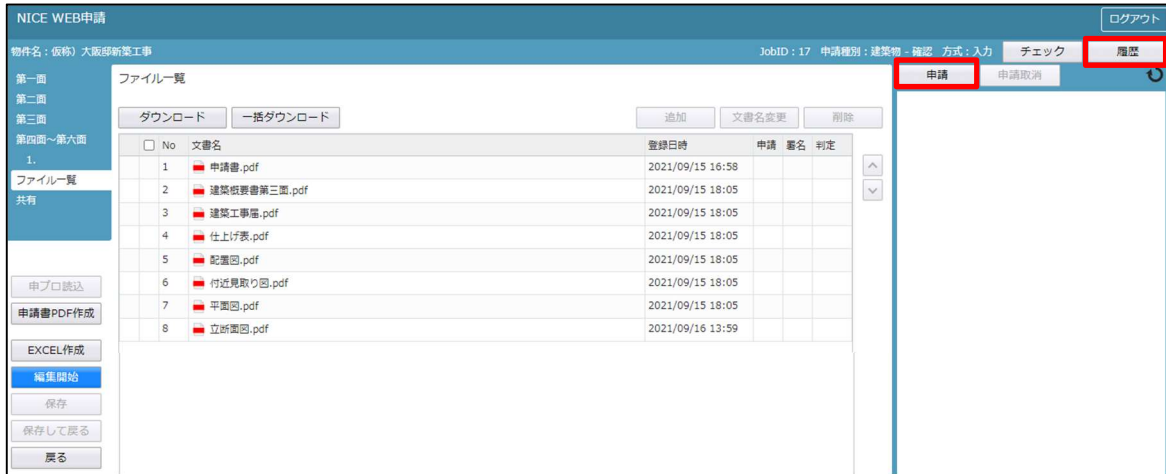 NICE WEB申請
ログアウト
物件名：仮称）大阪邸新築工事
JobID：17 申請種別：建築物 - 確認 方式：入力
チェック
履歴
第一面
第二面
第三面
第四面～第六面
1.
ファイル一覧
共有
申プロ読込
申請書PDF作成
EXCEL作成
編集開始
保存
保存して戻る
戻る
ファイル一覧
ダウンロード 一括ダウンロード 追加 文書名変更 削除
No 文書名 登録日時 申請 署名 判定
1 申請書.pdf 2021/09/15 16:58
2 建築概要書第三面.pdf 2021/09/15 18:05
3 建築工事届.pdf 2021/09/15 18:05
4 仕上げ表.pdf 2021/09/15 18:05
5 配置図.pdf 2021/09/15 18:05
6 付近見取り図.pdf 2021/09/15 18:05
7 平面図.pdf 2021/09/15 18:05
8 立断面図.pdf 2021/09/16 13:59
申請 申請取消